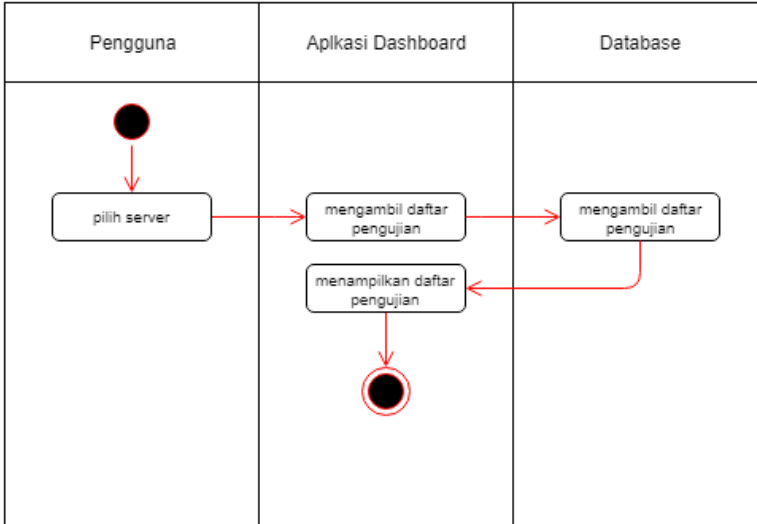 Pengguna
Aplkasi Dashboard
Database
pilih server
mengambil daftar
pengujian
mengambil daftar
pengujian
menampilkan daftar
pengujian